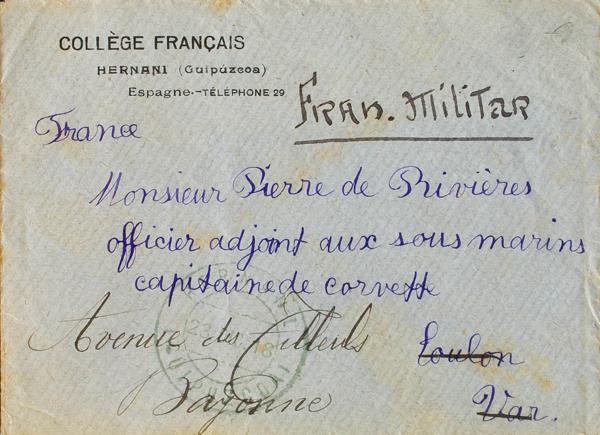 COLLÈGE FRANÇAIS
HERNANI (Guipúzcoa)
Espagne.-TÉLÉPHONE 29
FRAN. MILITAR
France
Monsieur Pierre de Rivières
officier adjoint aux sous marins
capitaine de corvette
Avenue des Tilleuls
Toulon
Bayonne
Var.